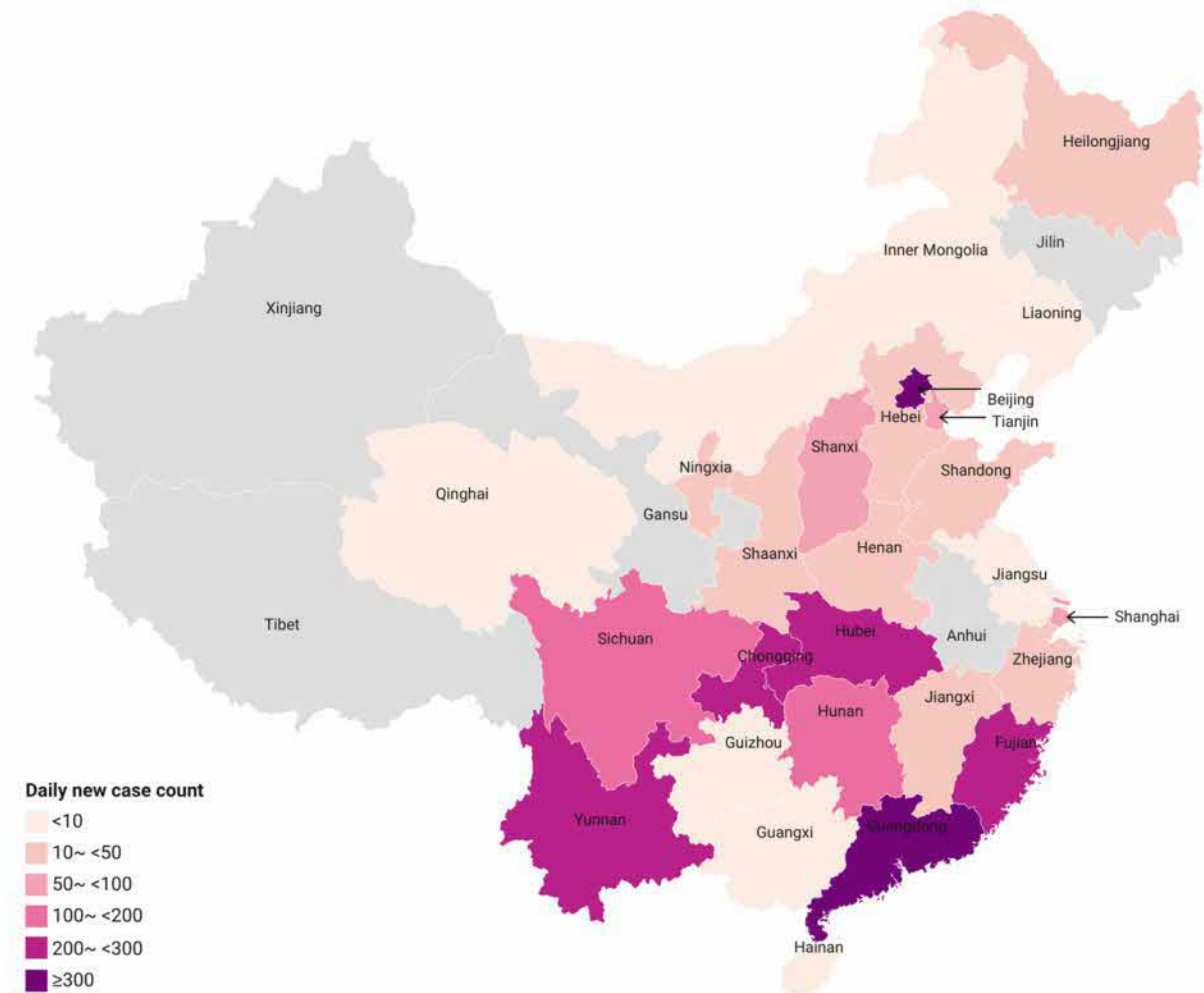 Heilongjiang
Jilin
Inner Mongolia
Xinjiang
Liaoning
Beijing
Hebei
Tianjin
Shanxi
Ningxia
Shandong
Qinghai
Gansu
Shaanxi
Henan
Jiangsu
Shanghai
Tibet
Sichuan
Hubei
Anhui
Chongqing
Zhejiang
Jiangxi
Hunan
Guizhou
Fujian
Yunnan
Guangdong
Guangxi
Hainan
Daily new case count
<10
10~ <50
50~ <100
100~ <200
200~ <300
≥300